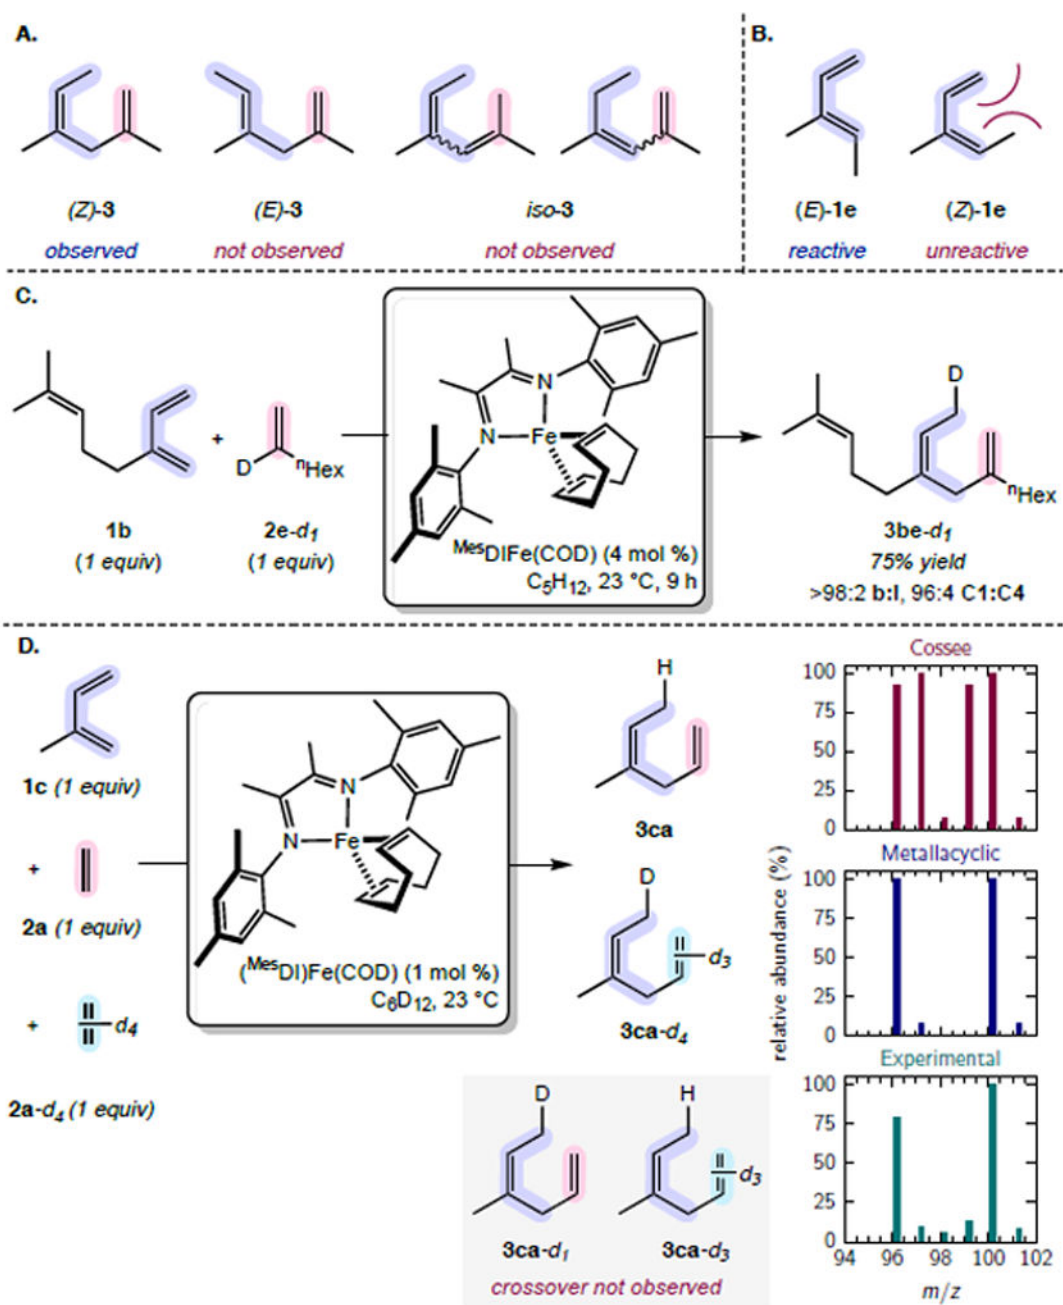 A.
B.
(Z)-3
(E)-3
iso-3
(E)-1e
(Z)-1e
observed
not observed
not observed
reactive
unreactive
C.
N
N
Fe
+
D
nHex
1b
(1 equiv)
2e-d1
(1 equiv)
MesDIFe(COD) (4 mol %)
C5H12, 23 °C, 9 h
D
nHex
3be-d1
75% yield
>98:2 b:l, 96:4 C1:C4
D.
1c (1 equiv)
+
2a (1 equiv)
+
d4
2a-d4 (1 equiv)
N
N
Fe
(MesDI)Fe(COD) (1 mol %)
C6D12, 23 °C
H
3ca
D
d3
3ca-d4
D
3ca-d1
H
d3
3ca-d3
crossover not observed
Cossee
100
75
50
25
0
Metallacyclic
100
75
50
25
0
relative abundance (%)
Experimental
100
75
50
25
0
94 96 98 100 102
m/z